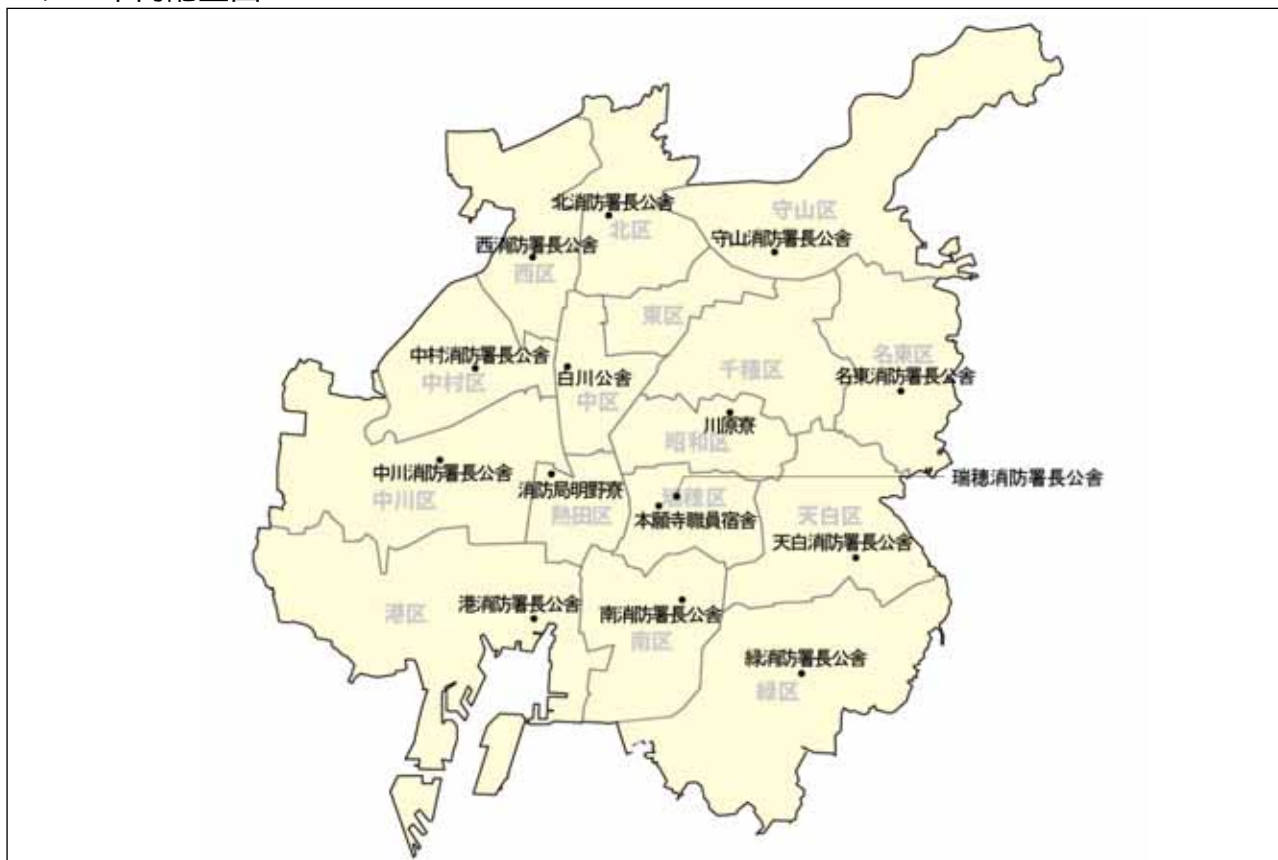 北消防署長公舎
北区
守山区
守山消防署長公舎
西消防署長公舎
西区
東区
中村消防署長公舎
中村区
白川公舎
中区
千種区
名東区
名東消防署長公舎
川原寮
昭和区
中川消防署長公舎
中川区
消防局明野寮
熱田区
瑞穂区
瑞穂消防署長公舎
本願寺職員宿舎
天白区
天白消防署長公舎
港区
港消防署長公舎
南消防署長公舎
南区
緑消防署長公舎
緑区